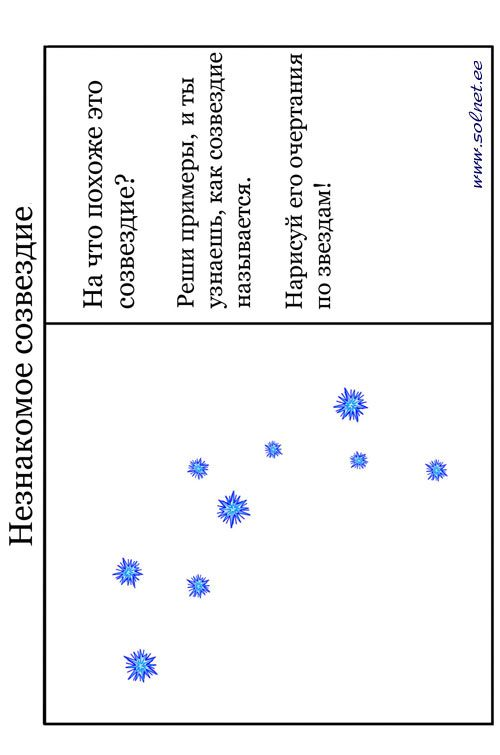 Незнакомое созвездие
На что похоже это
созвездие?
Реши примеры, и ты
узнаешь, как созвездие
называется.
Нарисуй его очертания
по звездам!
www.solnet.ee